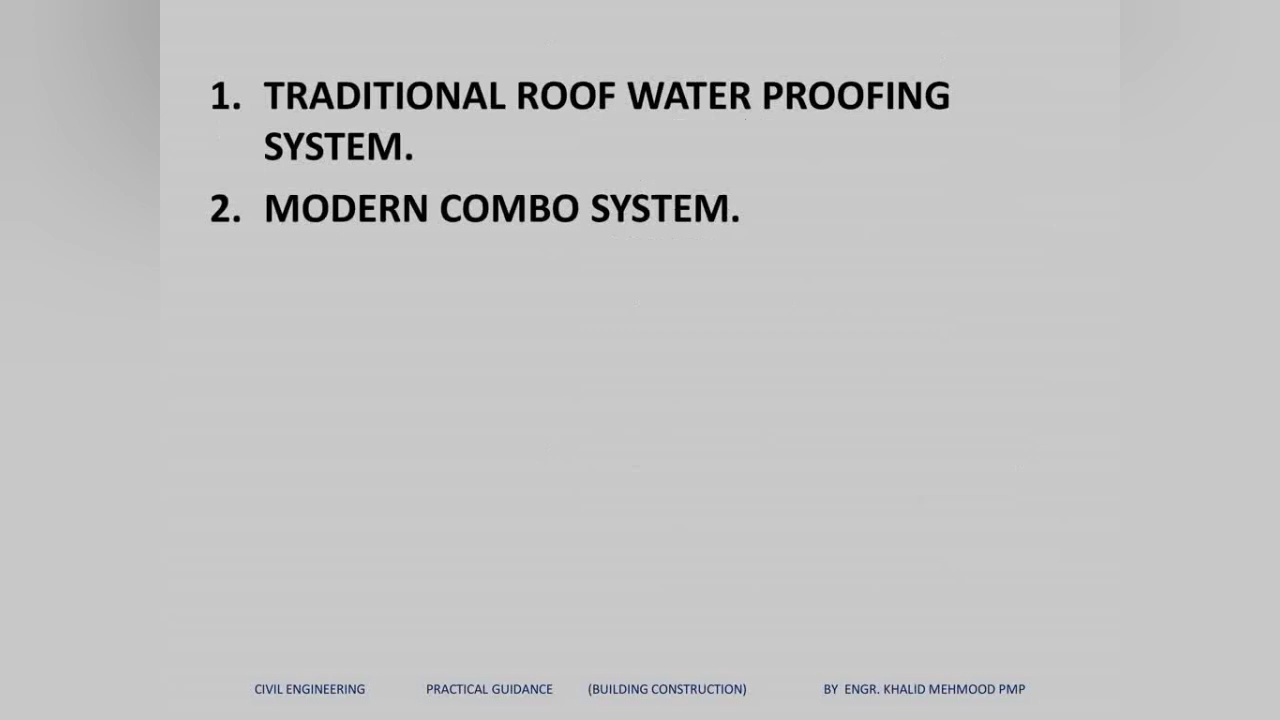 1. TRADITIONAL ROOF WATER PROOFING
SYSTEM.
2. MODERN COMBO SYSTEM.
CIVIL ENGINEERING PRACTICAL GUIDANCE (BUILDING CONSTRUCTION) BY ENGR. KHALID MEHMOOD PMP